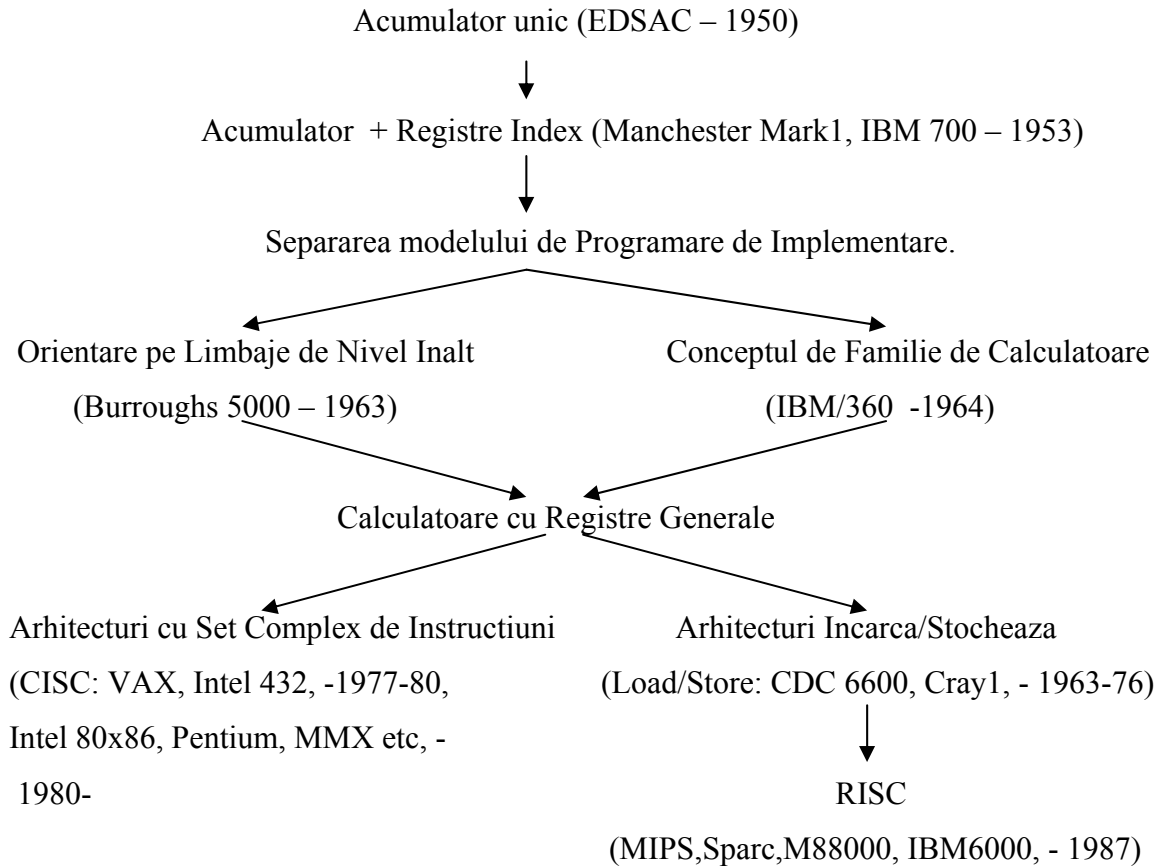 Acumulator unic (EDSAC – 1950)
Acumulator + Registre Index (Manchester Mark1, IBM 700 – 1953)
Separarea modelului de Programare de Implementare.
Orientare pe Limbaje de Nivel Inalt
(Burroughs 5000 – 1963)
Conceptul de Familie de Calculatoare
(IBM/360 -1964)
Calculatoare cu Registre Generale
Arhitecturi cu Set Complex de Instructiuni
(CISC: VAX, Intel 432, -1977-80,
Intel 80x86, Pentium, MMX etc, -
1980-
Arhitecturi Incarca/Stocheaza
(Load/Store: CDC 6600, Cray1, - 1963-76)
RISC
(MIPS,Sparc,M88000, IBM6000, - 1987)